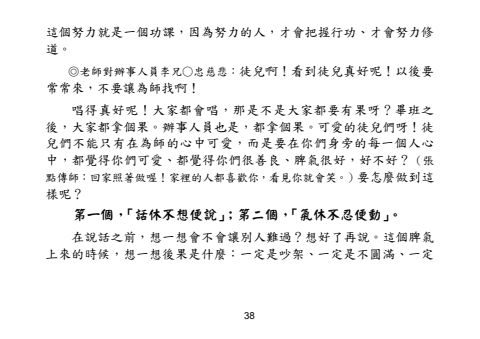 這個努力就是一個功課，因為努力的人，才會把握行功、才會努力修
道。
◎老師對辦事人員李兄○忠慈悲：徒兒啊！看到徒兒真好呢！以後要
常常來，不要讓為師找啊！
唱得真好呢！大家都會唱，那是不是大家都要有果呀？畢班之
後，大家都拿個果。辦事人員也是，都拿個果。可愛的徒兒們呀！徒
兒們不能只有在為師的心中可愛，而是要在你們身旁的每一個人心
中，都覺得你們可愛、都覺得你們很善良、脾氣很好，好不好？（張
點傳師：回家照著做喔！家裡的人都喜歡你，看見你就會笑。）要怎麼做到這
樣呢？
第一個，「話休不想便說」；第二個，「氣休不忍便動」。
在說話之前，想一想會不會讓別人難過？想好了再說。這個脾氣
上來的時候，想一想後果是什麼：一定是吵架、一定是不圓滿、一定
38